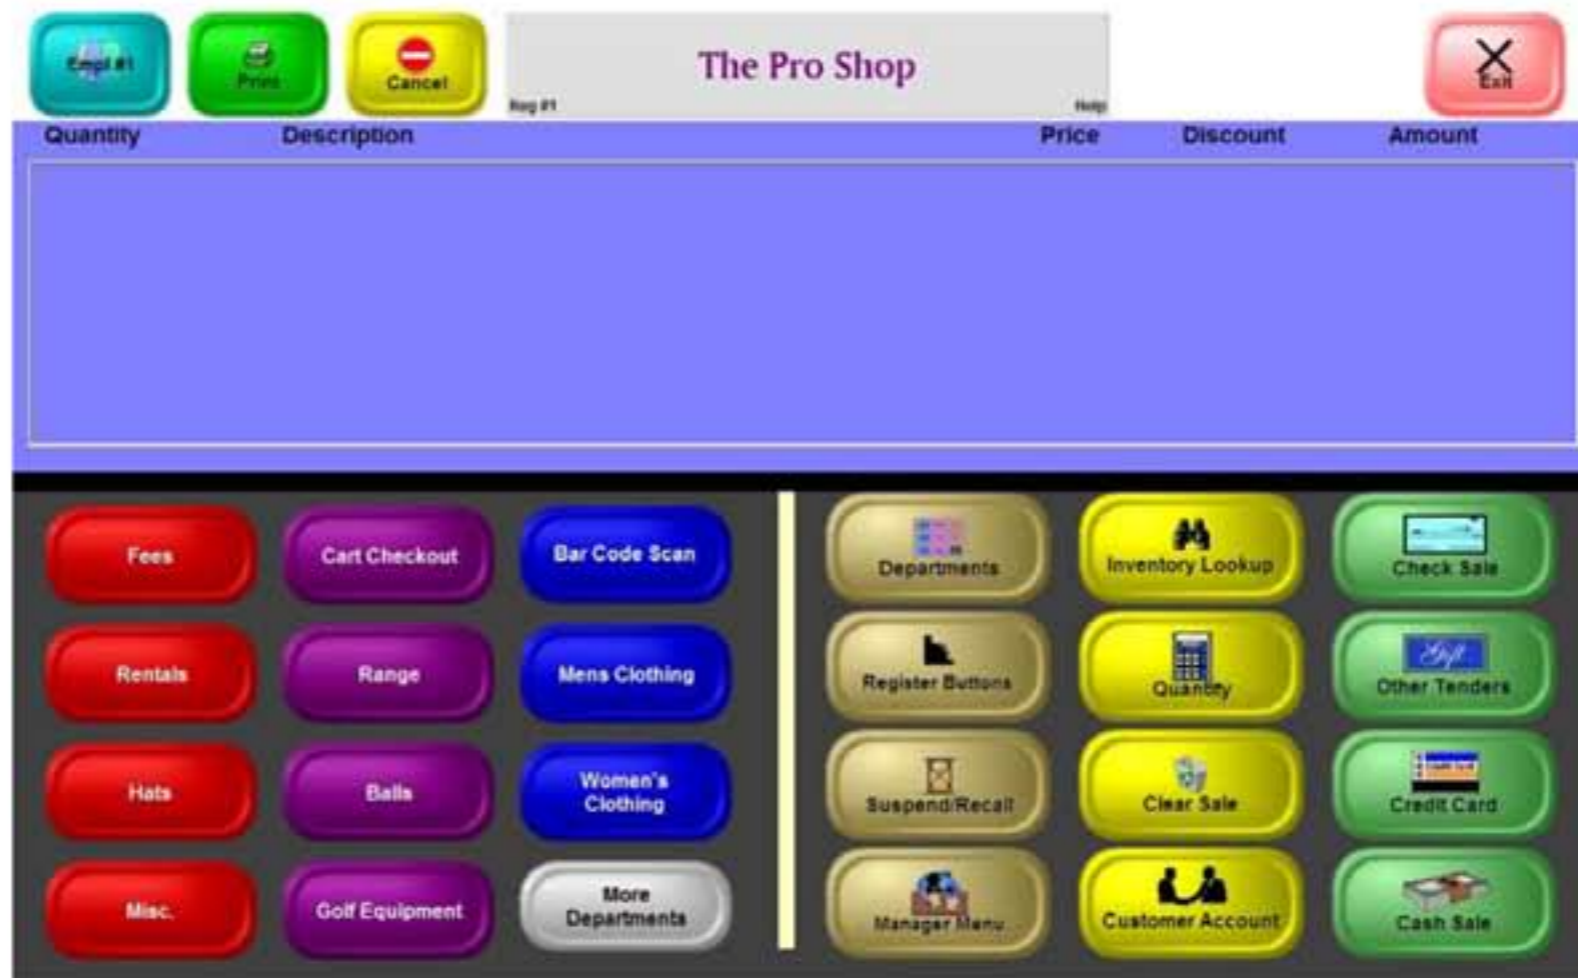 Empl #1
Print
Cancel
The Pro Shop
Reg #1
Help
Exit
Quantity Description Price Discount Amount
Fees
Cart Checkout
Bar Code Scan
Departments
Inventory Lookup
Check Sale
Rentals
Range
Mens Clothing
Register Buttons
Quantity
Gift
Other Tenders
Hats
Balls
Women's
Clothing
Suspend/Recall
Clear Sale
Credit Card
Misc.
Golf Equipment
More
Departments
Manager Menu
Customer Account
Cash Sale